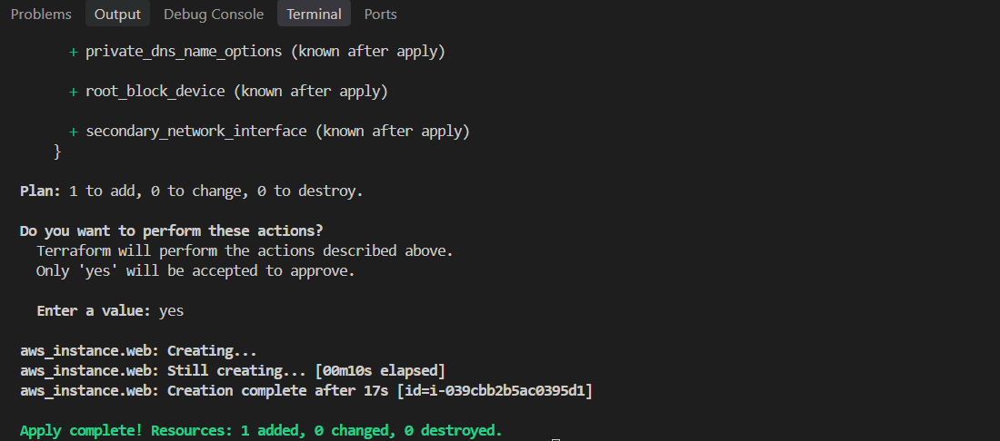 Problems Output Debug Console Terminal Ports
+ private_dns_name_options (known after apply)
+ root_block_device (known after apply)
+ secondary_network_interface (known after apply)
}
Plan: 1 to add, 0 to change, 0 to destroy.
Do you want to perform these actions?
Terraform will perform the actions described above.
Only 'yes' will be accepted to approve.
Enter a value: yes
aws_instance.web: Creating...
aws_instance.web: Still creating... [00m10s elapsed]
aws_instance.web: Creation complete after 17s [id=i-039cbb2b5ac0395d1]
Apply complete! Resources: 1 added, 0 changed, 0 destroyed.